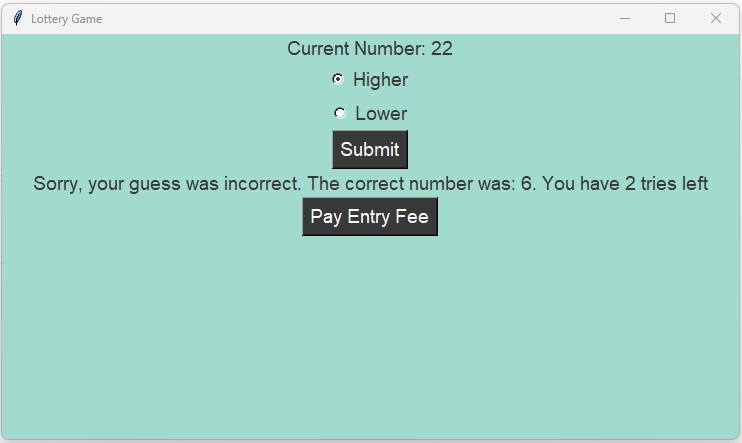 Lottery Game
Current Number: 22
Higher
Lower
Submit
Sorry, your guess was incorrect. The correct number was: 6. You have 2 tries left
Pay Entry Fee